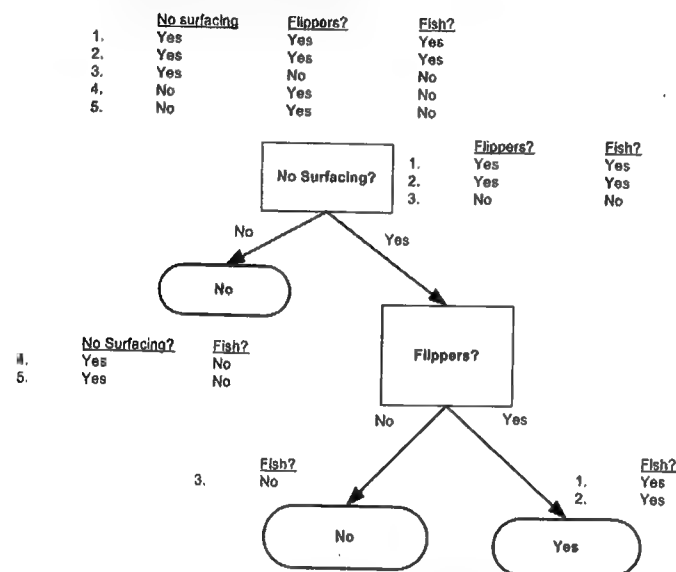 No surfacing Flippers? Fish?
1. Yes Yes Yes
2. Yes Yes Yes
3. Yes No No
4. No Yes No
5. No Yes No
Flippers? Fish?
No Surfacing? 1. Yes Yes
2. Yes Yes
3. No No
No Yes
No
No Surfacing? Fish?
4. Yes No
5. Yes No
Flippers?
No Yes
Fish?
3. No
Fish?
1. Yes
2. Yes
No
Yes